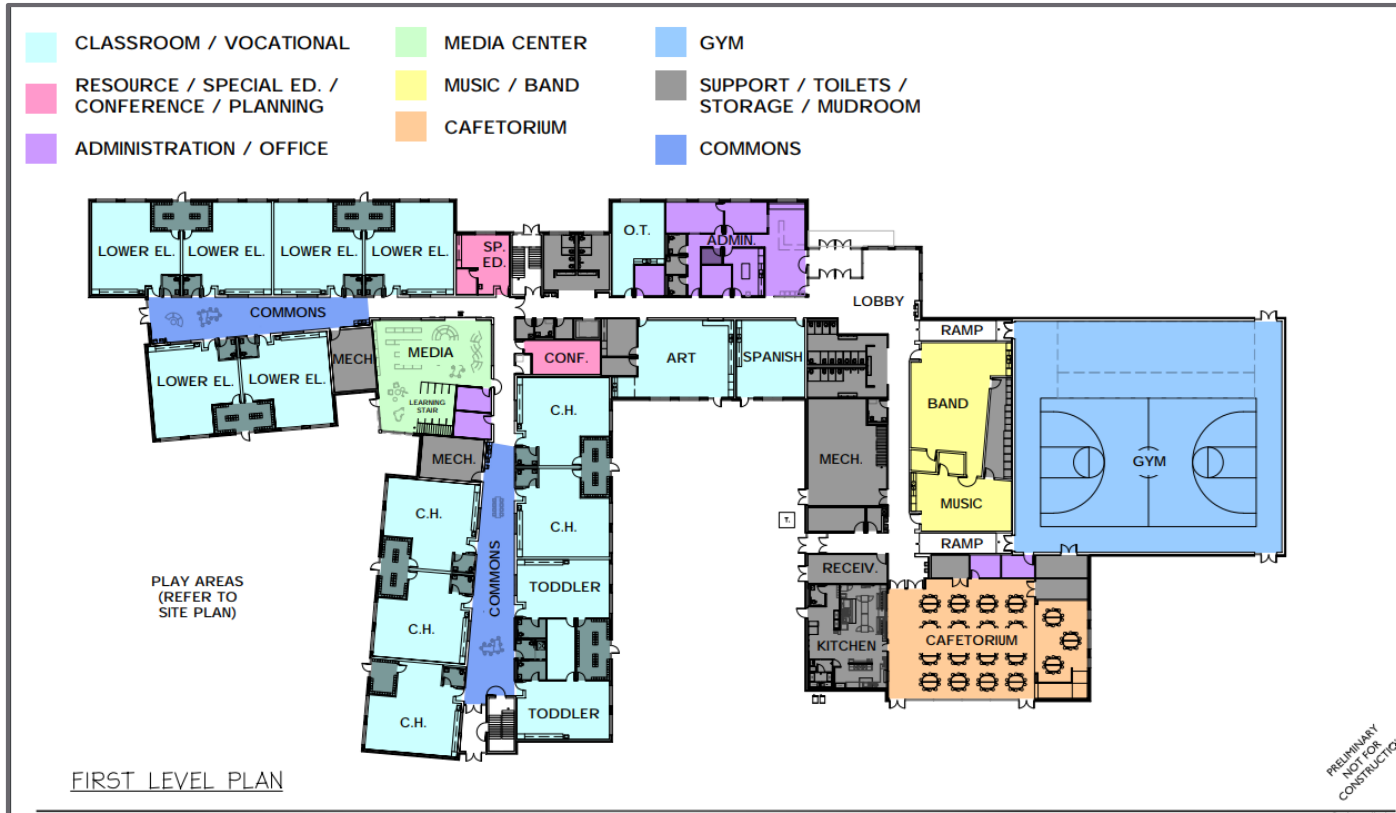 CLASSROOM / VOCATIONAL
RESOURCE / SPECIAL ED. /
CONFERENCE / PLANNING
ADMINISTRATION / OFFICE
MEDIA CENTER
MUSIC / BAND
CAFETORIUM
GYM
SUPPORT / TOILETS /
STORAGE / MUDROOM
COMMONS
LOWER EL.
LOWER EL.
LOWER EL.
LOWER EL.
SP.
ED.
O.T.
ADMIN.
LOBBY
COMMONS
MECH
MEDIA
LEARNING
STAIR
CONF.
ART
SPANISH
RAMP
LOWER EL.
LOWER EL.
C.H.
BAND
GYM
MECH.
MECH.
MUSIC
C.H.
C.H.
T.
RAMP
COMMONS
RECEIV.
TODDLER
PLAY AREAS
(REFER TO
SITE PLAN)
C.H.
KITCHEN
CAFETORIUM
C.H.
TODDLER
FIRST LEVEL PLAN
PRELIMINARY
NOT FOR
CONSTRUCTIO